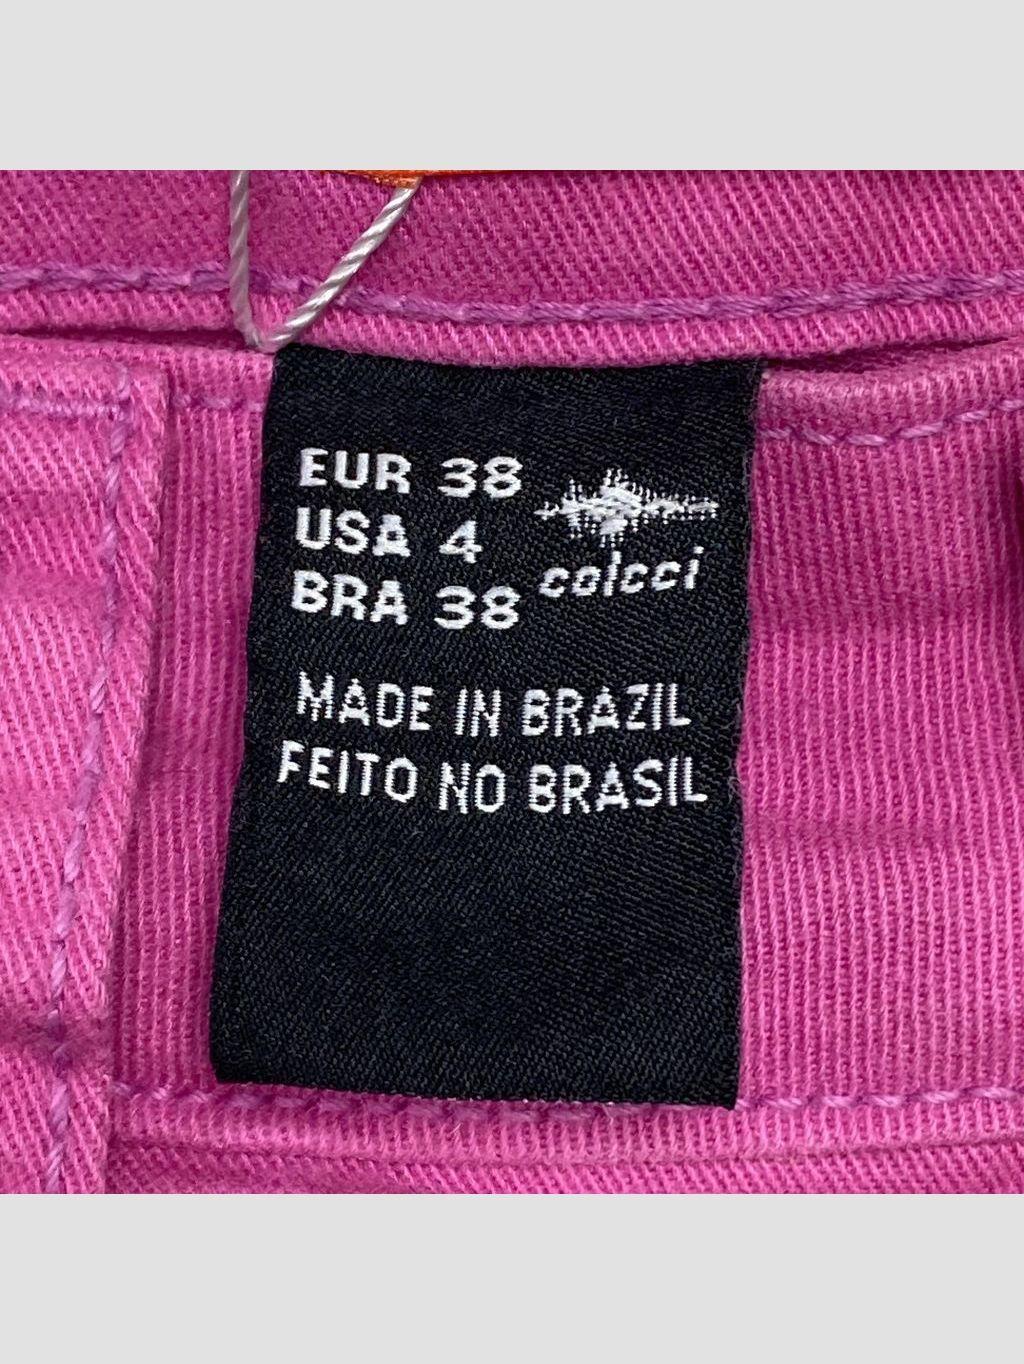 EUR 38
USA 4
BRA 38
colcci
MADE IN BRAZIL
FEITO NO BRASIL